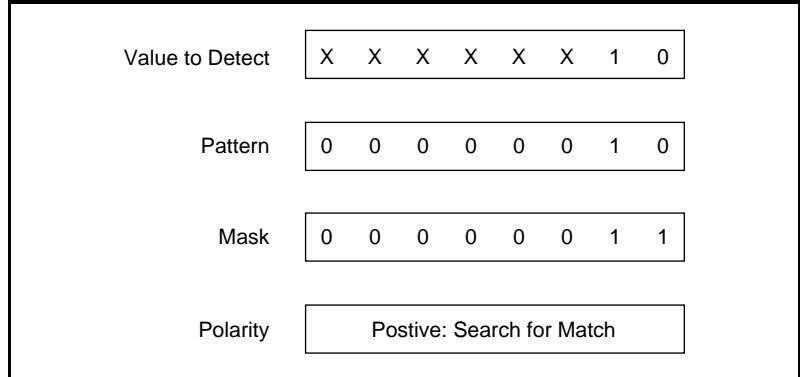 Value to Detect X X X X X X 1 0
Pattern 0 0 0 0 0 0 1 0
Mask 0 0 0 0 0 0 1 1
Polarity Postive: Search for Match